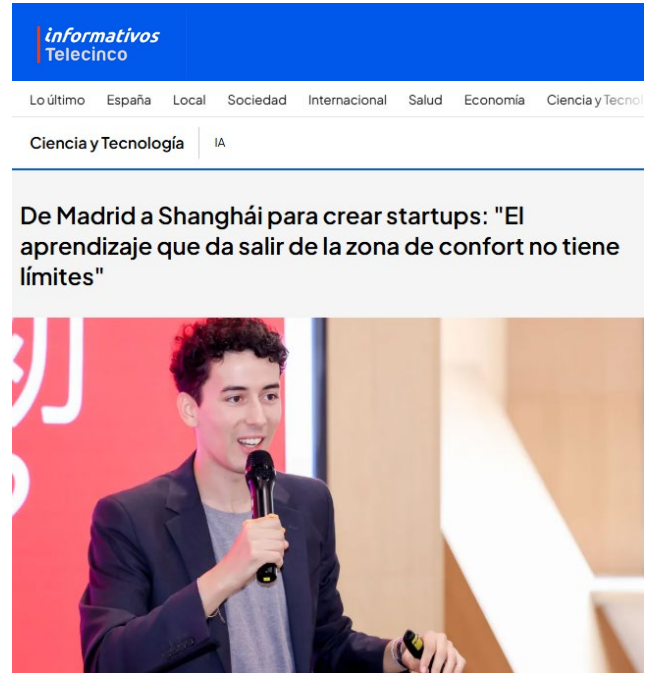 informativos
Telecinco
Lo último España Local Sociedad Internacional Salud Economía Ciencia y
Ciencia y Tecnología IA
De Madrid a Shanghái para crear startups: "El
aprendizaje que da salir de la zona de confort no tiene
límites"